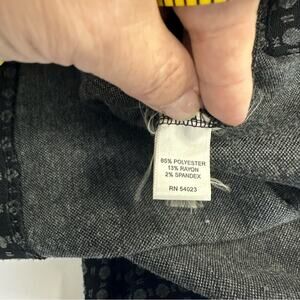 85% POLYESTER
13% RAYON
2% SPANDEX
RN 54023